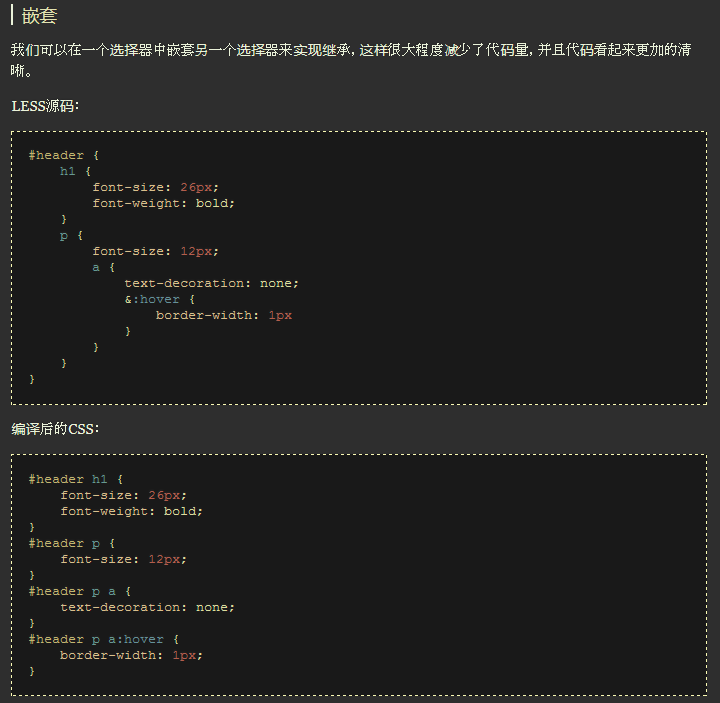 嵌套
我们可以在一个选择器中嵌套另一个选择器来实现继承, 这样很大程度减少了代码量, 并且代码看起来更加的清
晰。
LESS源码:
#header {
    h1 {
        font-size: 26px;
        font-weight: bold;
    }
    p {
        font-size: 12px;
        a {
            text-decoration: none;
            &:hover {
                border-width: 1px
            }
        }
    }
}
编译后的CSS:
#header h1 {
    font-size: 26px;
    font-weight: bold;
}
#header p {
    font-size: 12px;
}
#header p a {
    text-decoration: none;
}
#header p a:hover {
    border-width: 1px;
}